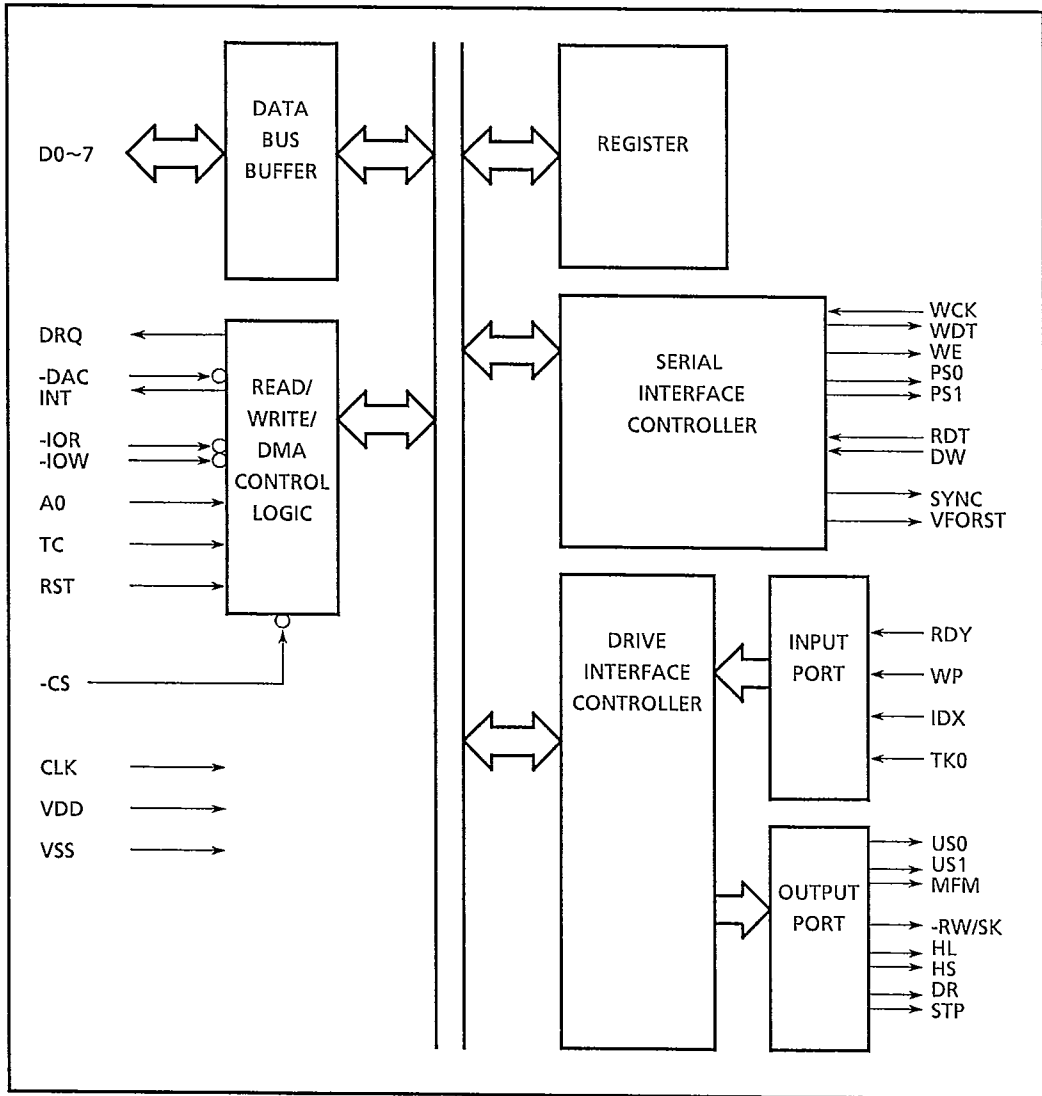 D0~7
DATA
BUS
BUFFER
REGISTER
DRQ
-DAC
INT
-IOR
-IOW
A0
TC
RST
READ/
WRITE/
DMA
CONTROL
LOGIC
-CS
CLK
VDD
VSS
SERIAL
INTERFACE
CONTROLLER
WCK
WDT
WE
PS0
PS1
RDT
DW
SYNC
VFORST
DRIVE
INTERFACE
CONTROLLER
INPUT
PORT
RDY
WP
IDX
TK0
OUTPUT
PORT
US0
US1
MFM
-RW/SK
HL
HS
DR
STP